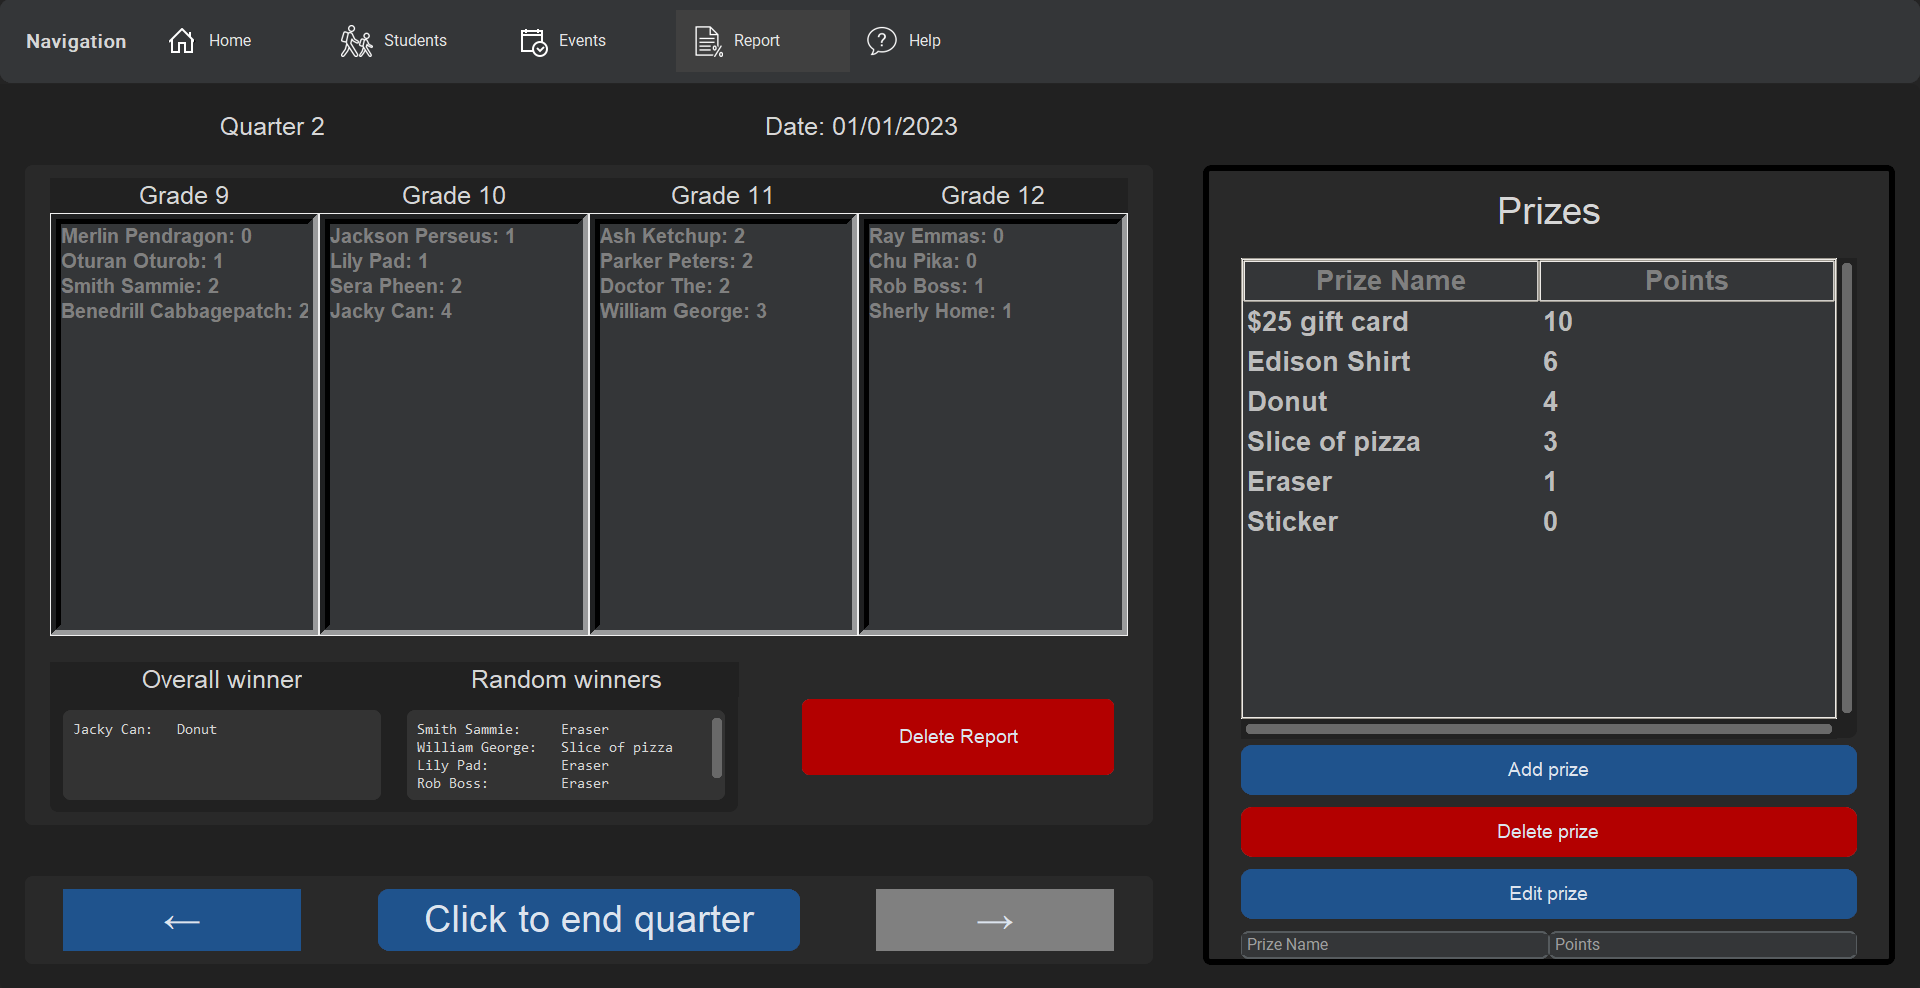 Navigation
Home
Students
Events
Report
Help
Quarter 2
Date: 01/01/2023
Grade 9
Grade 10
Grade 11
Grade 12
Merlin Pendragon: 0
Oturan Oturob: 1
Smith Sammie: 2
Benedrill Cabbagepatch: 2
Jackson Perseus: 1
Lily Pad: 1
Sera Pheen: 2
Jacky Can: 4
Ash Ketchup: 2
Parker Peters: 2
Doctor The: 2
William George: 3
Ray Emmas: 0
Chu Pika: 0
Rob Boss: 1
Sherly Home: 1
Overall winner
Jacky Can: Donut
Random winners
Smith Sammie: Eraser
William George: Slice of pizza
Lily Pad: Eraser
Rob Boss: Eraser
Delete Report
←
Click to end quarter
→
Prizes
Prize Name Points
$25 gift card 10
Edison Shirt 6
Donut 4
Slice of pizza 3
Eraser 1
Sticker 0
Add prize
Delete prize
Edit prize
Prize Name
Points